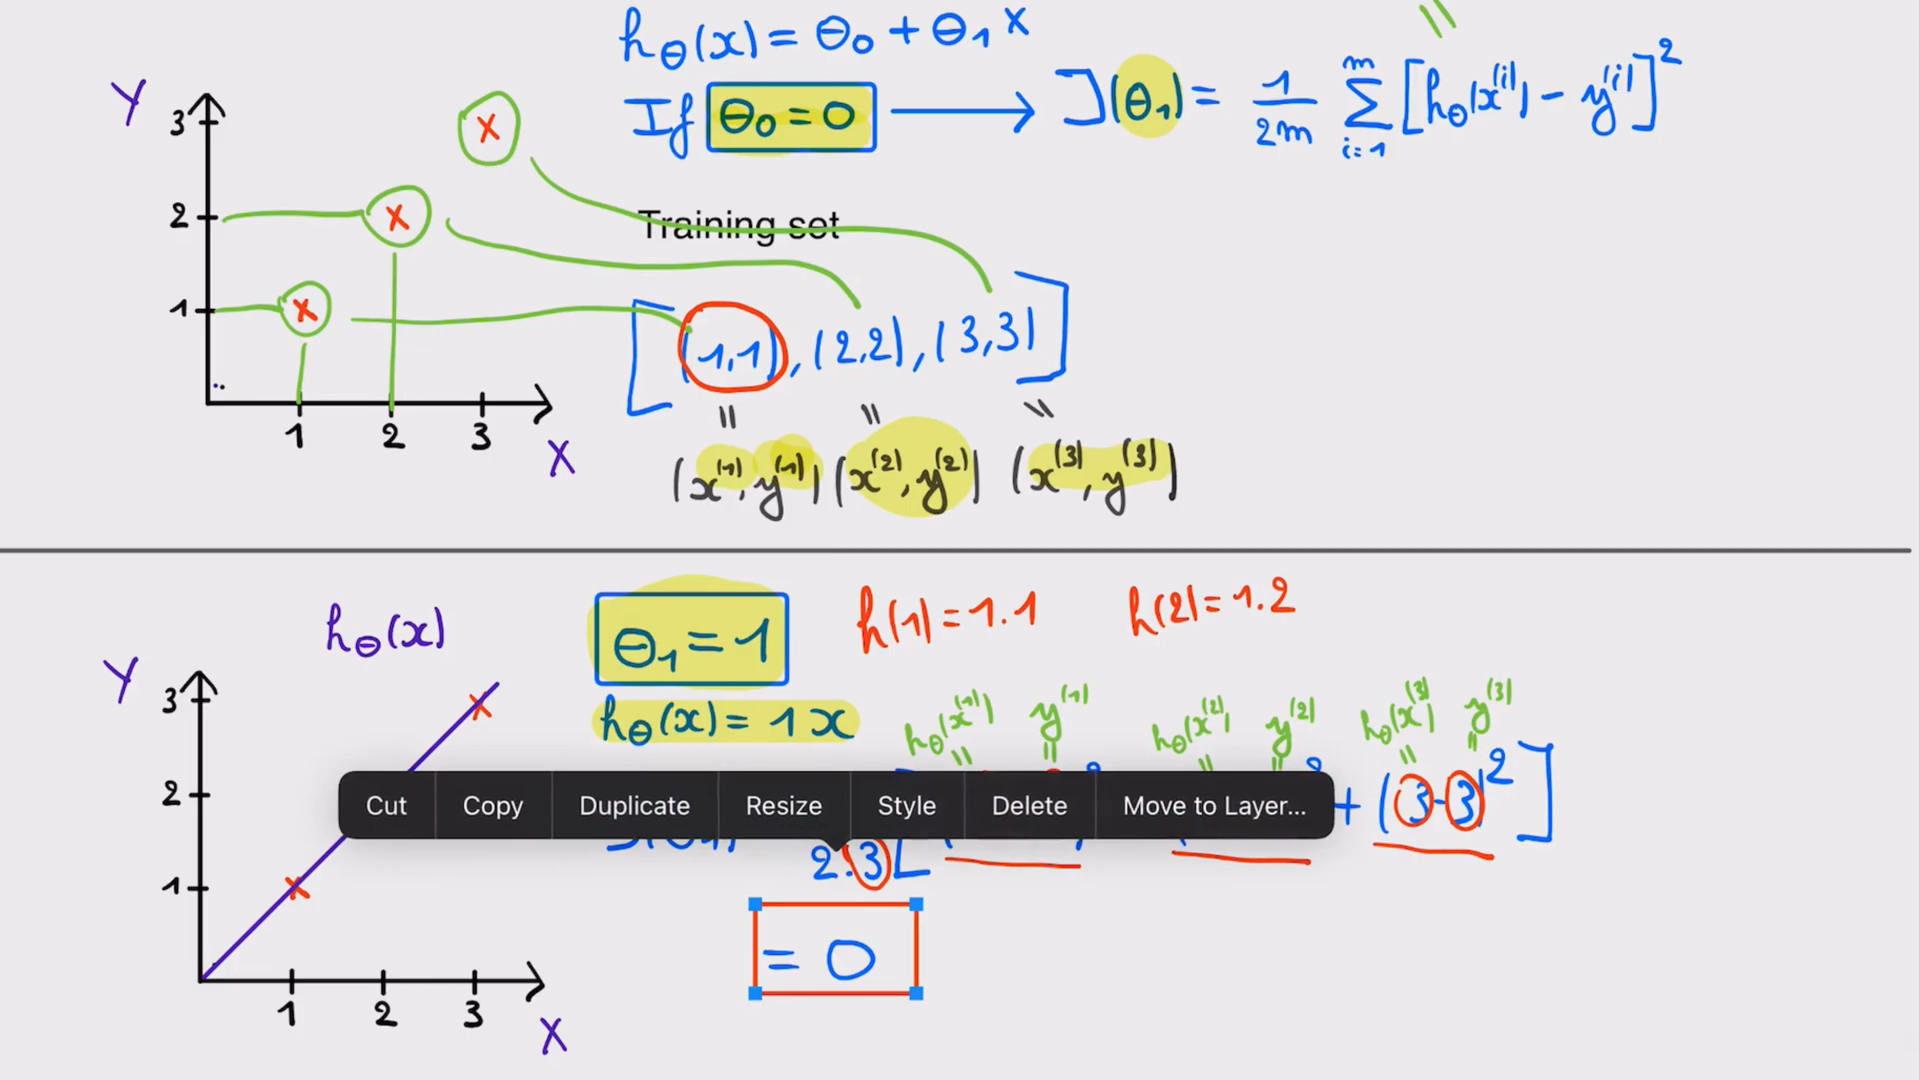 hθ(x) = θ₀ + θ₁ x
If θ₀ = 0 ⟶ J(θ₁) = 1/2m ∑ᵢ₌₁ᵐ [hθ(x⁽ⁱ⁾) - y⁽ⁱ⁾]²
Y
3
2
1
1 2 3
X
Training set
[(1,1), (2,2), (3,3)]
(x⁽¹⁾, y⁽¹⁾) (x⁽²⁾, y⁽²⁾) (x⁽³⁾, y⁽³⁾)
hθ(x)
θ₁ = 1
h(1) = 1.1 h(2) = 1.2
hθ(x) = 1x
hθ(x⁽¹⁾) y⁽¹⁾ hθ(x⁽²⁾) y⁽²⁾ hθ(x⁽³⁾) y⁽³⁾
Y
3
2
1
1 2 3
X
Cut Copy Duplicate Resize Style Delete Move to Layer...
+ (3-3)² ]
2.3
= 0